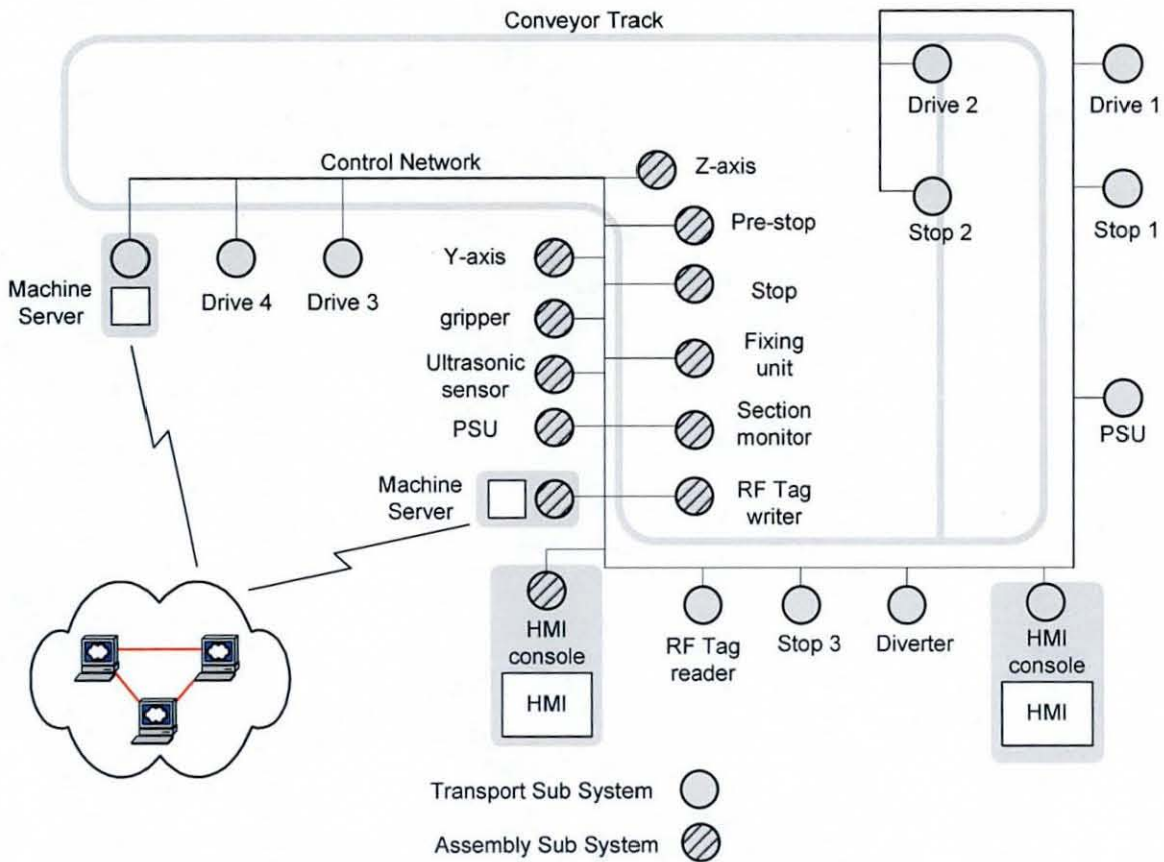 Conveyor Track
Drive 2
Drive 1
Control Network
Z-axis
Pre-stop
Stop 2
Stop 1
Y-axis
Machine
Server
Drive 4
Drive 3
Stop
gripper
Fixing
unit
Ultrasonic
sensor
PSU
Section
monitor
PSU
Machine
Server
RF Tag
writer
HMI
console
HMI
RF Tag
reader
Stop 3
Diverter
HMI
console
HMI
Transport Sub System
Assembly Sub System